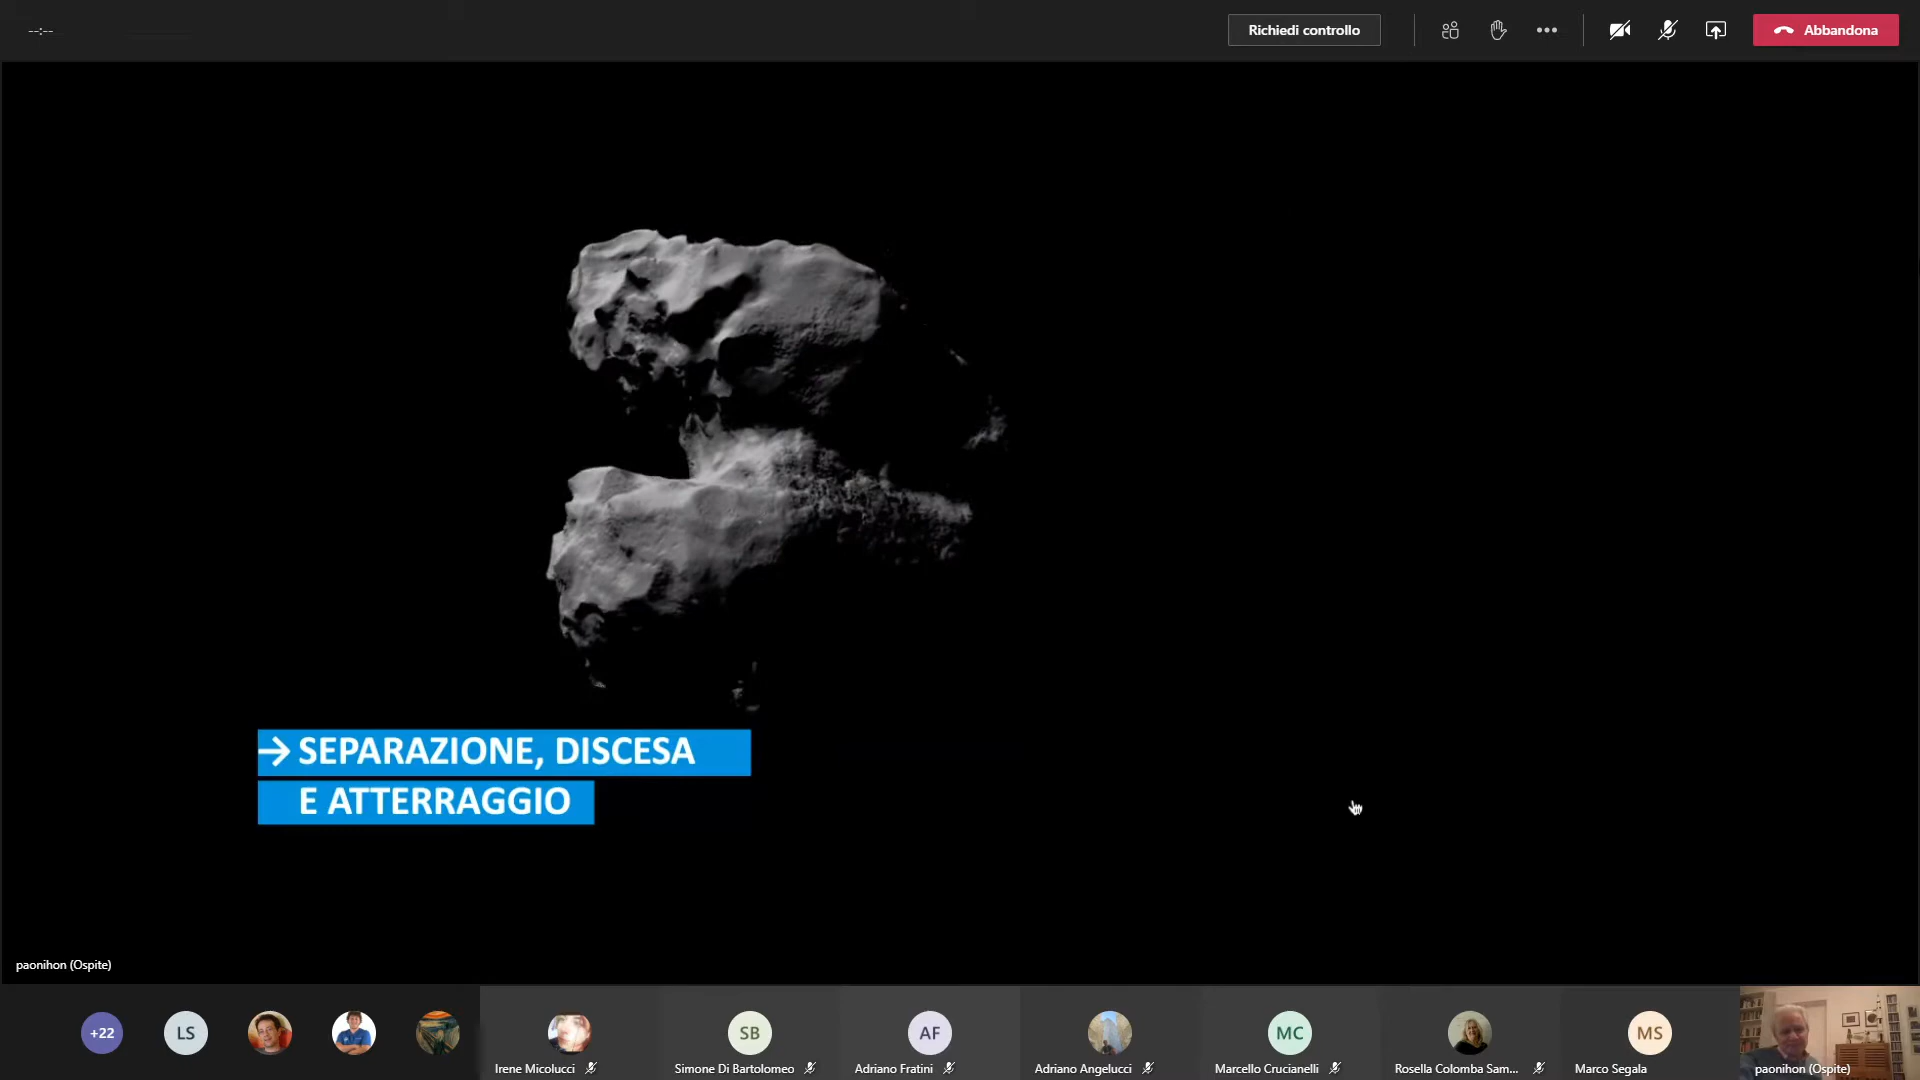 --:--
Richiedi controllo
Abbandona
→ SEPARAZIONE, DISCESA
E ATTERRAGGIO
paonihon (Ospite)
+22
LS
SB
AF
MC
MS
Irene Micolucci
Simone Di Bartolomeo
Adriano Fratini
Adriano Angelucci
Marcello Crucianelli
Rosella Colomba Sam...
Marco Segala
paonihon (Ospite)